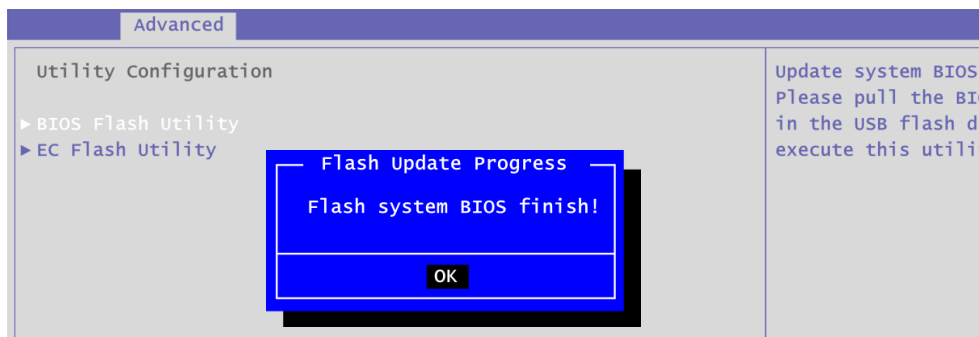 Advanced
Utility Configuration
BIOS Flash Utility
EC Flash Utility
Flash Update Progress
Flash system BIOS finish!
OK
Update system BIOS
Please pull the
in the USB flash
execute this